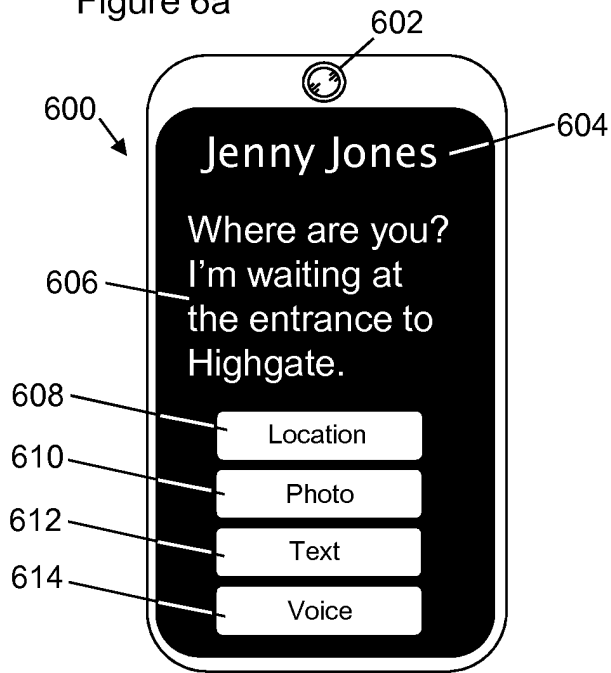 Figure 6a
602
600
Jenny Jones
604
Where are you?
I'm waiting at
606
the entrance to
Highgate.
608
Location
610
Photo
612
Text
614
Voice